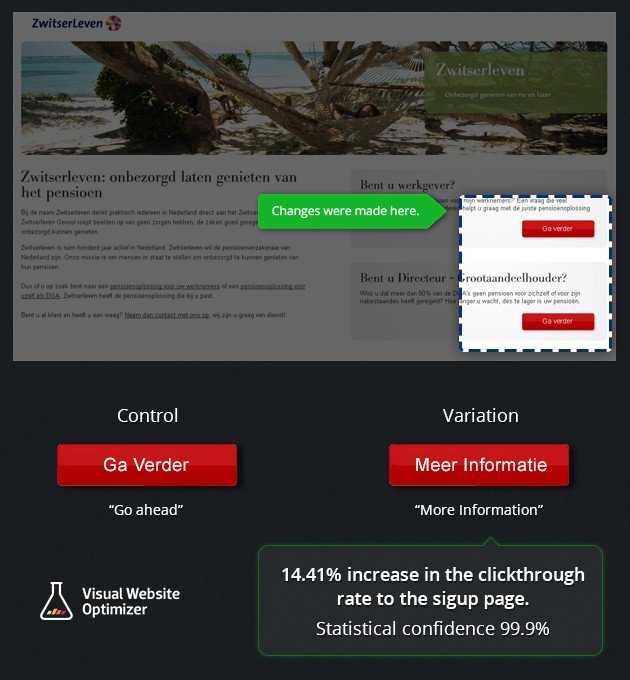 ZwitserLeven
Zwitserleven
Onbezorgd genieten van nu en later
Zwitserleven: onbezorgd laten genieten van
het pensioen
Bij de naam Zwitserleven denkt praktisch iedereen in Nederland direct aan het
Zwitserleven Gevoel roept beelden op van geen zorgen hebben, de zaken goed
onbezorgd kunnen genieten.
Zwitserleven is ruim honderd jaar actief in Nederland. Zwitserleven wil dé pensioenverzekeraar van
Nederland zijn. Onze missie is om mensen in staat te stellen om onbezorgd te kunnen genieten van
hun pensioen.
Dus of u op zoek bent naar een pensioenoplossing voor uw werknemers of een pensioenoplossing voor
uzelf als DGA, Zwitserleven heeft de pensioenoplossing die bij u past.
Bent u al klant en heeft u een vraag? Neem dan contact met ons op, wij zijn u graag van dienst!
Bent u werkgever?
voor mijn werknemers?' Een vraag die veel
helpt u graag met de juiste pensioenoplossing
Ga verder
Changes were made here.
Bent u Directeur - Grootaandeelhouder?
Wist u dat meer dan 50% van de DGA's geen pensioen voor zichzelf of voor zijn
nabestaanden heeft geregeld? Hoe langer u wacht, des te lager is uw pensioen.
Ga verder
Control
Variation
Ga Verder
Meer Informatie
“Go ahead”
“More Information”
14.41% increase in the clickthrough
rate to the sigup page.
Statistical confidence 99.9%
Visual Website
Optimizer